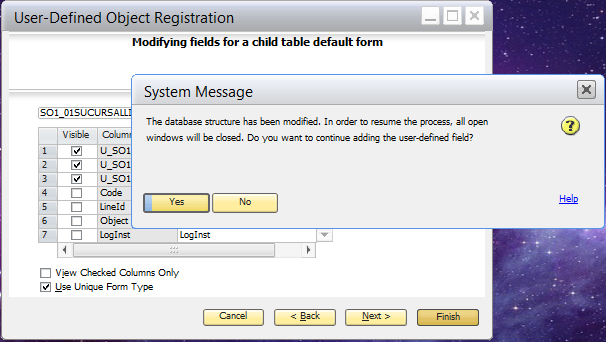 User-Defined Object Registration
Modifying fields for a child table default form
System Message
The database structure has been modified. In order to resume the process, all open
windows will be closed. Do you want to continue adding the user-defined field?
Yes No
Help
SO1_01SUCURSALLI
Visible Colum
1 U_SO1
2 U_SO1
3 U_SO1
4 Code
5 LineId
6 Object
7 LogInst LogInst
View Checked Columns Only
Use Unique Form Type
Cancel < Back Next > Finish